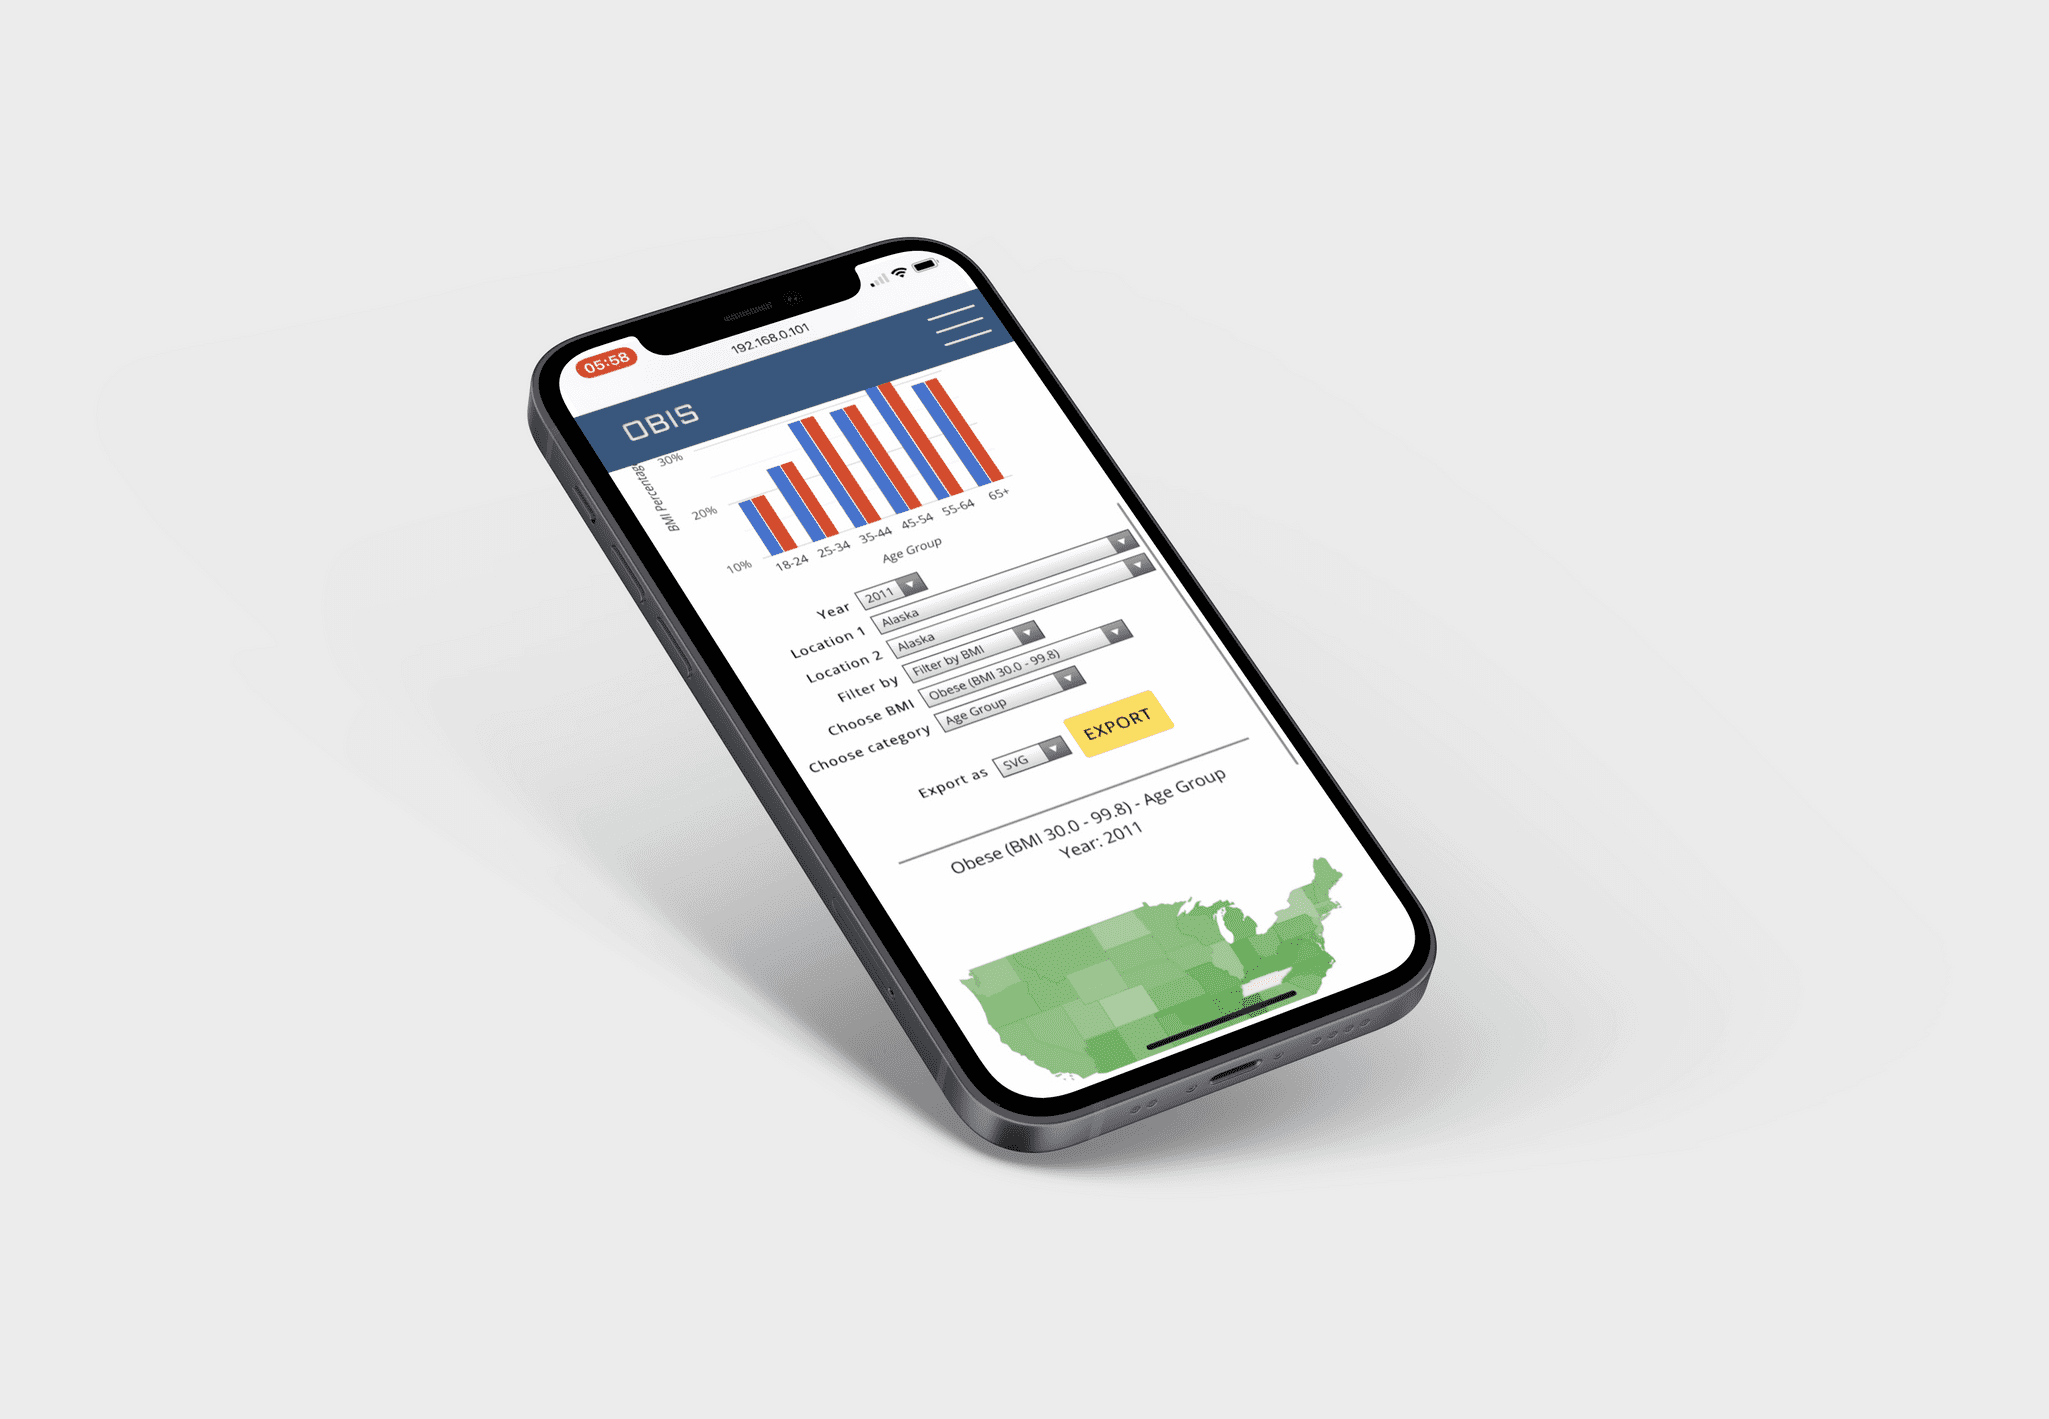 05:58
192.168.0.101
OBIS
BMI Percentag
30%
20%
10%
18-24 25-34 35-44 45-54 55-64 65+
Age Group
Year 2011
Location 1 Alaska
Location 2 Alaska
Filter by Filter by BMI
Choose BMI Obese (BMI 30.0 - 99.8)
Choose category Age Group
Export as SVG EXPORT
Obese (BMI 30.0 - 99.8) - Age Group
Year: 2011